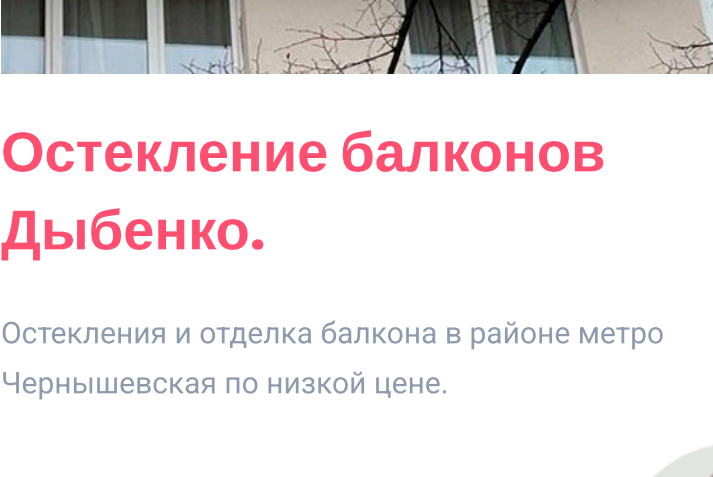 Остекление балконов
Дыбенко.
Остекления и отделка балкона в районе метро
Чернышевская по низкой цене.